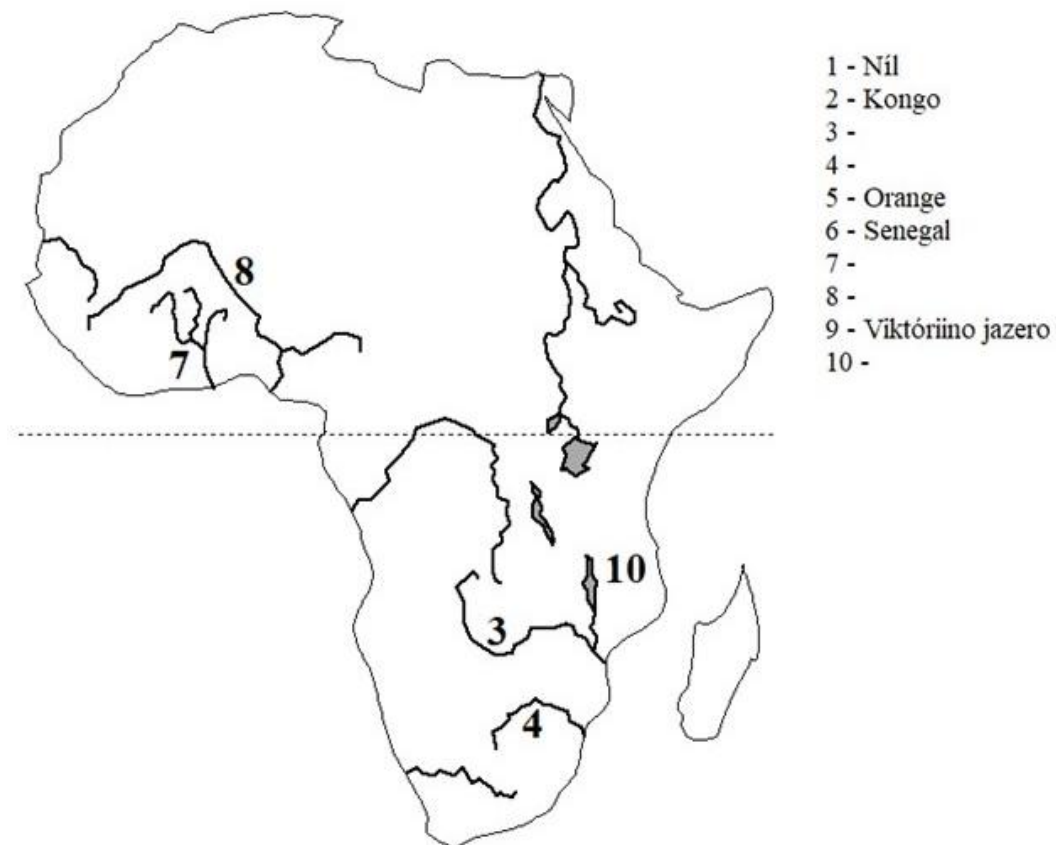 1 - Níl
2 - Kongo
3 -
4 -
5 - Orange
6 - Senegal
7 -
8 -
9 - Viktóriino jazero
10 -
8
7
10
3
4